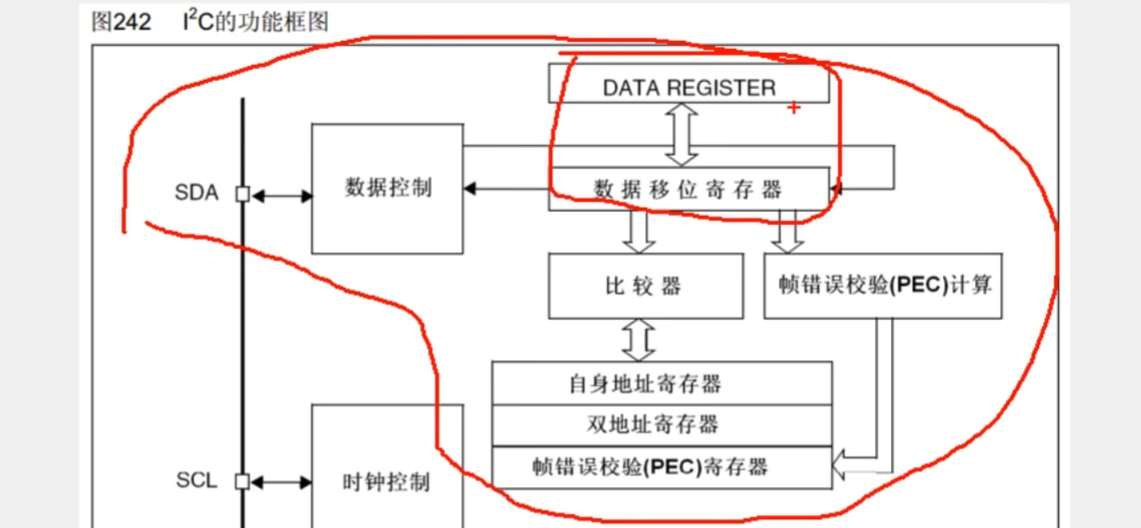 图242 I²C的功能框图
DATA REGISTER
SDA
数据控制
数据移位寄存器
比较器
帧错误校验(PEC)计算
自身地址寄存器
双地址寄存器
帧错误校验(PEC)寄存器
SCL
时钟控制